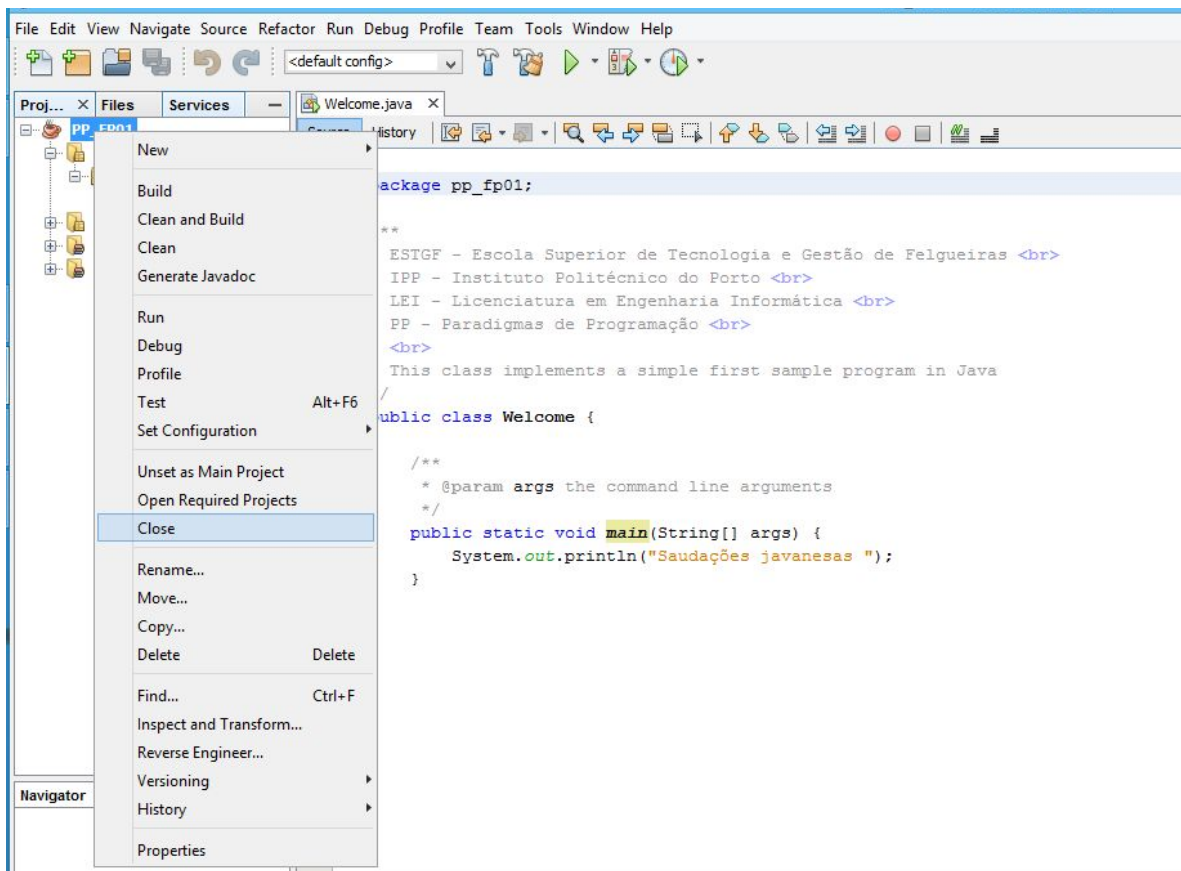 File Edit View Navigate Source Refactor Run Debug Profile Team Tools Window Help
<default config>
Proj... Files Services
Welcome.java
PP_FP01
Source History
New
Build
Clean and Build
Clean
Generate Javadoc
Run
Debug
Profile
Test Alt+F6
Set Configuration
Unset as Main Project
Open Required Projects
Close
Rename...
Move...
Copy...
Delete Delete
Find... Ctrl+F
Inspect and Transform...
Reverse Engineer...
Versioning
History
Properties
Navigator
ackage pp_fp01;
**
ESTGF - Escola Superior de Tecnologia e Gestão de Felgueiras <br>
IPP - Instituto Politécnico do Porto <br>
LEI - Licenciatura em Engenharia Informática <br>
PP - Paradigmas de Programação <br>
<br>
This class implements a simple first sample program in Java
/
ublic class Welcome {
/**
* @param args the command line arguments
*/
public static void main(String[] args) {
System.out.println("Saudações javanesas ");
}